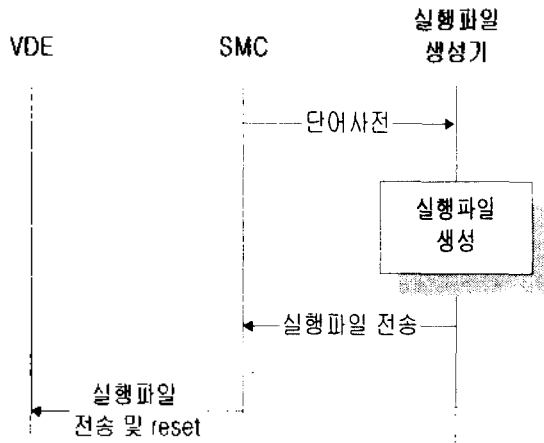 VDE
SMC
실행파일
생성기
단어사전
실행파일
생성
실행파일 전송
실행파일
전송 및 reset